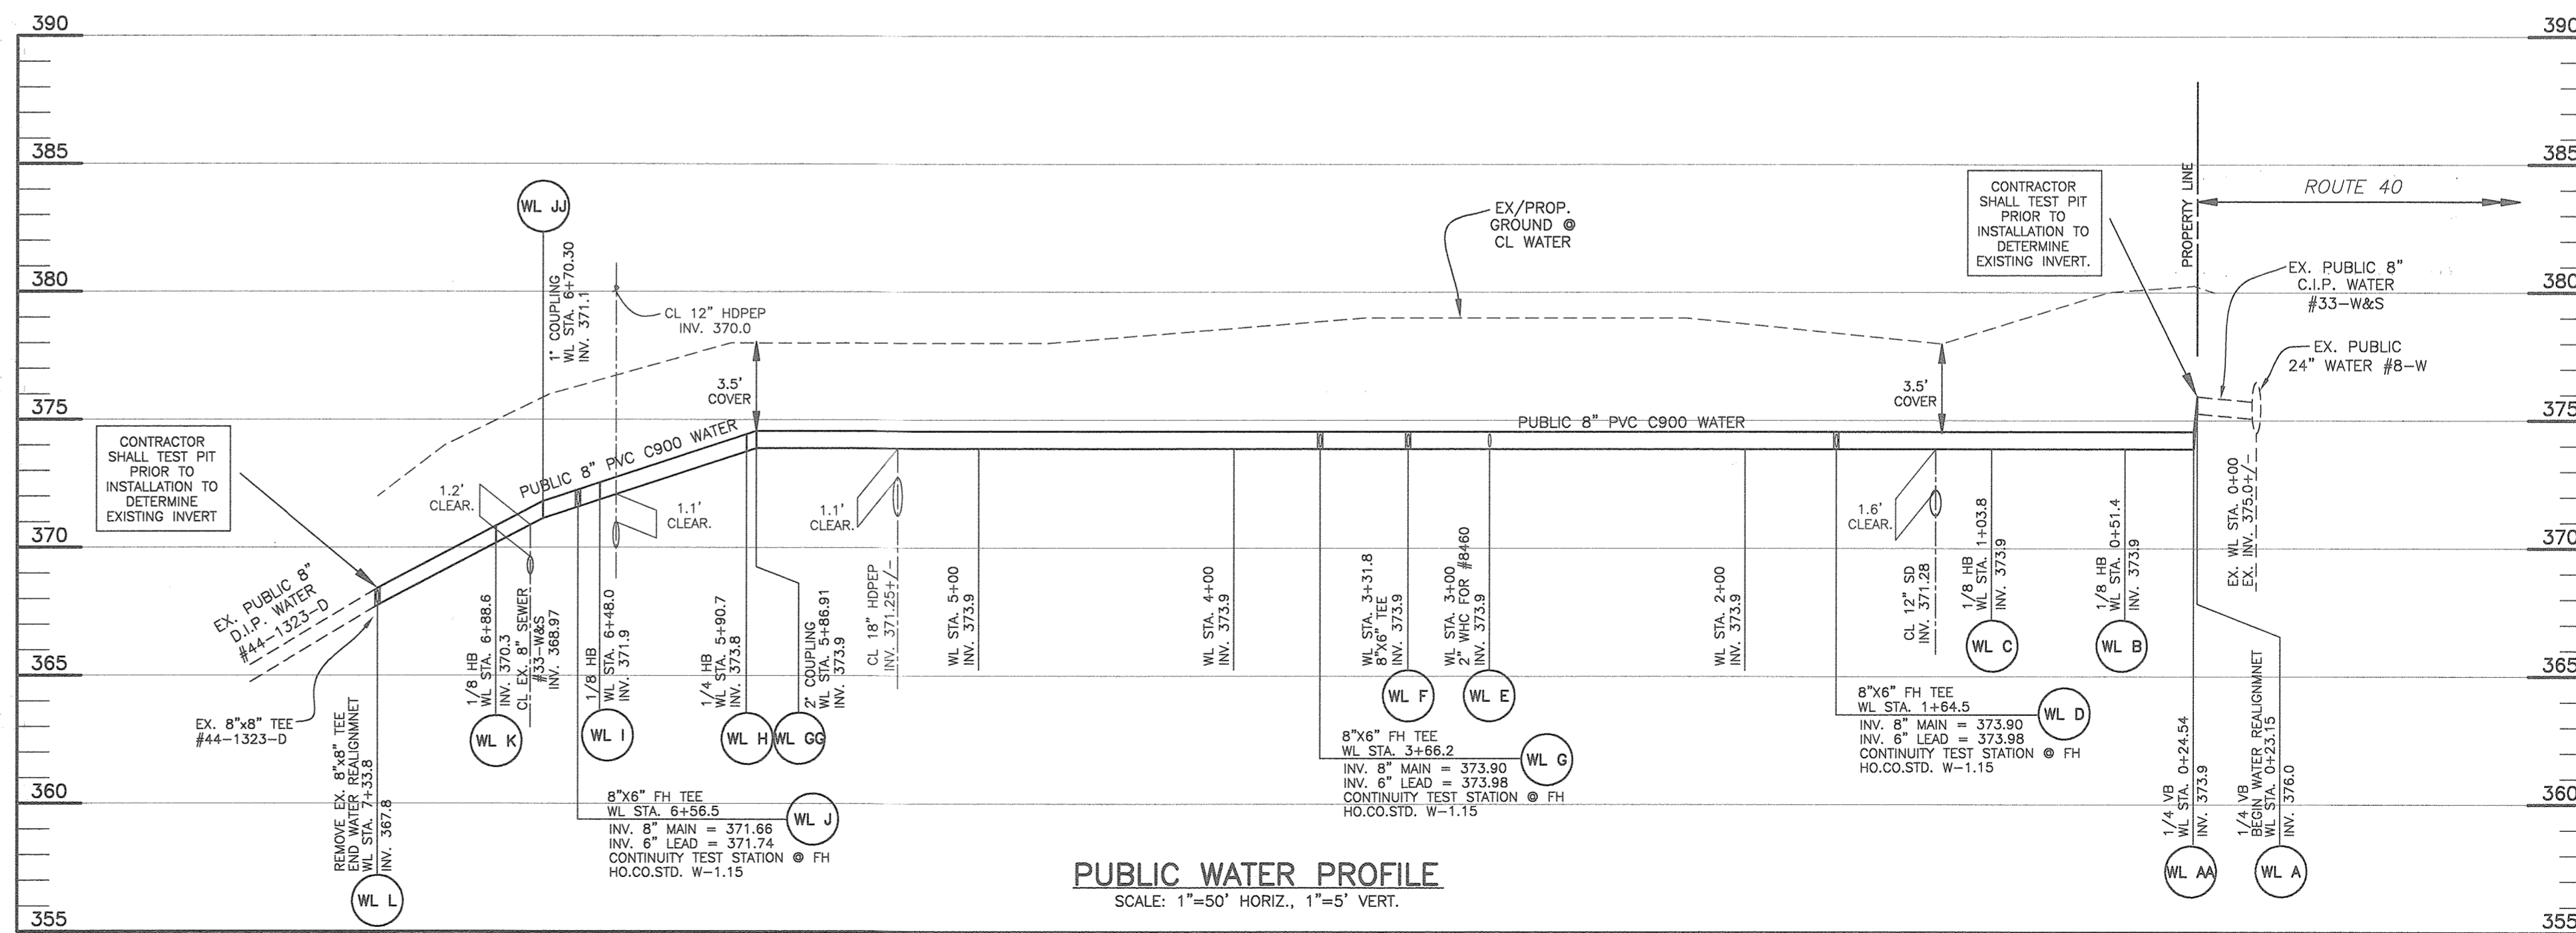 390
385
380
375
370
365
360
355
390
385
380
375
370
365
360
355
CONTRACTOR
SHALL TEST PIT
PRIOR TO
INSTALLATION TO
DETERMINE
EXISTING INVERT
EX. PUBLIC 8"
D.I.P. WATER
#44-1323-D
EX. 8"x8" TEE
#44-1323-D
REMOVE EX. 8"x8" TEE
END WATER REALIGNMNET
WL STA. 7+33.8
INV. 367.8
WL L
1/8 HB
WL STA. 6+88.6
INV. 370.3
WL K
CL EX. 8" SEWER
#33-W&S
INV. 368.97
1.2'
CLEAR.
WL JJ
1° COUPLING
WL STA. 6+70.30
INV. 371.1
CL 12" HDPEP
INV. 370.0
PUBLIC 8" PVC C900 WATER
1.1'
CLEAR.
1/8 HB
WL STA. 6+48.0
INV. 371.9
WL I
8"X6" FH TEE
WL STA. 6+56.5
INV. 8" MAIN = 371.66
INV. 6" LEAD = 371.74
CONTINUITY TEST STATION @ FH
HO.CO.STD. W-1.15
WL J
3.5'
COVER
1/4 HB
WL STA. 5+90.7
INV. 373.8
WL H
2° COUPLING
WL STA. 5+86.91
INV. 373.9
WL GG
1.1'
CLEAR.
CL 18" HDPEP
INV. 371.25+/-
WL STA. 5+00
INV. 373.9
WL STA. 4+00
INV. 373.9
EX/PROP.
GROUND @
CL WATER
8"X6" FH TEE
WL STA. 3+66.2
INV. 8" MAIN = 373.90
INV. 6" LEAD = 373.98
CONTINUITY TEST STATION @ FH
HO.CO.STD. W-1.15
WL G
WL STA. 3+31.8
8"X6" TEE
INV. 373.9
WL F
WL STA. 3+00
2" WHC FOR #8460
INV. 373.9
WL E
PUBLIC 8" PVC C900 WATER
WL STA. 2+00
INV. 373.9
8"X6" FH TEE
WL STA. 1+64.5
INV. 8" MAIN = 373.90
INV. 6" LEAD = 373.98
CONTINUITY TEST STATION @ FH
HO.CO.STD. W-1.15
WL D
3.5'
COVER
1.6'
CLEAR.
CL 12" SD
INV. 371.28
1/8 HB
WL STA. 1+03.8
INV. 373.9
WL C
1/8 HB
WL STA. 0+51.4
INV. 373.9
WL B
CONTRACTOR
SHALL TEST PIT
PRIOR TO
INSTALLATION TO
DETERMINE
EXISTING INVERT.
PROPERTY LINE
ROUTE 40
EX. PUBLIC 8"
C.I.P. WATER
#33-W&S
EX. PUBLIC
24" WATER #8-W
EX. WL STA. 0+00
EX. INV. 375.0+/-
1/4 VB
WL STA. 0+24.54
INV. 373.9
WL AA
1/4 VB
BEGIN WATER REALIGNMNET
WL STA. 0+23.15
INV. 376.0
WL A
PUBLIC WATER PROFILE
SCALE: 1"=50' HORIZ., 1"=5' VERT.